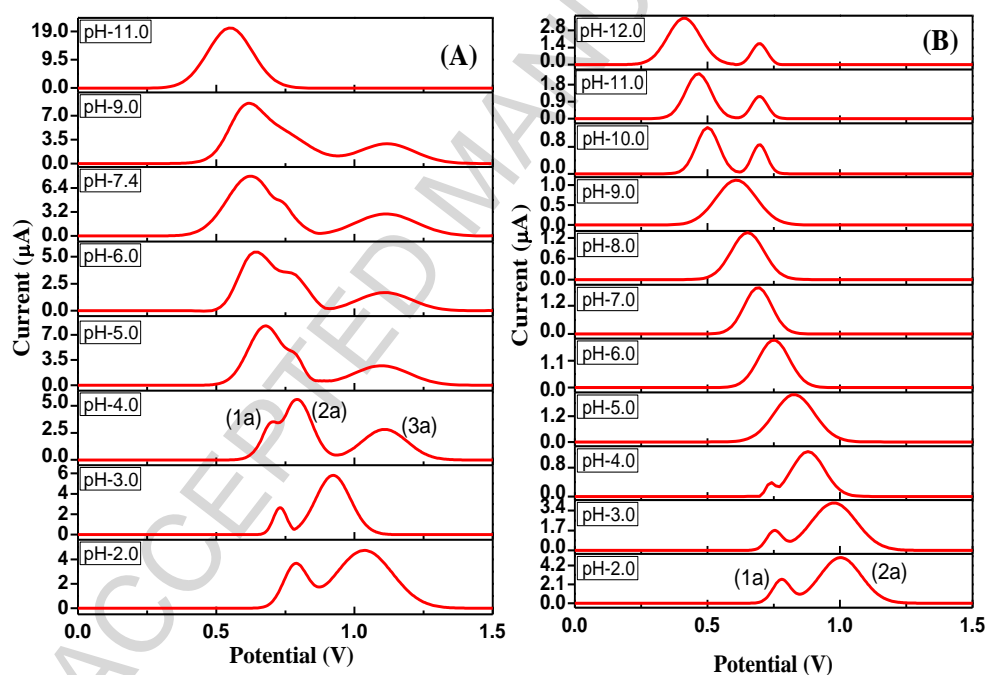 (A)
pH-11.0
19.0
9.5
0.0
pH-9.0
7.0
3.5
0.0
pH-7.4
6.4
3.2
0.0
pH-6.0
5.0
2.5
0.0
pH-5.0
7.0
3.5
0.0
pH-4.0
5.0
2.5
0.0
(1a)
(2a)
(3a)
pH-3.0
6
4
2
0
pH-2.0
4
2
0
0.0 0.5 1.0 1.5
Current (µA)
Potential (V)
(B)
pH-12.0
2.8
1.4
0.0
pH-11.0
1.8
0.9
0.0
pH-10.0
0.8
0.0
pH-9.0
1.0
0.5
0.0
pH-8.0
1.2
0.6
0.0
pH-7.0
1.2
0.0
pH-6.0
1.1
0.0
pH-5.0
1.2
0.0
pH-4.0
0.8
0.0
pH-3.0
3.4
1.7
0.0
pH-2.0
4.2
2.1
0.0
(1a)
(2a)
0.0 0.5 1.0 1.5
Current (µA)
Potential (V)
ACCEPTED MAN